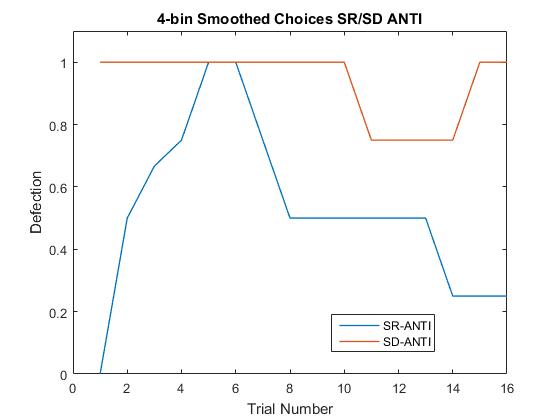 4-bin Smoothed Choices SR/SD ANTI
1
0.8
0.6
0.4
0.2
0
Defection
0 2 4 6 8 10 12 14 16
Trial Number
SR-ANTI
SD-ANTI